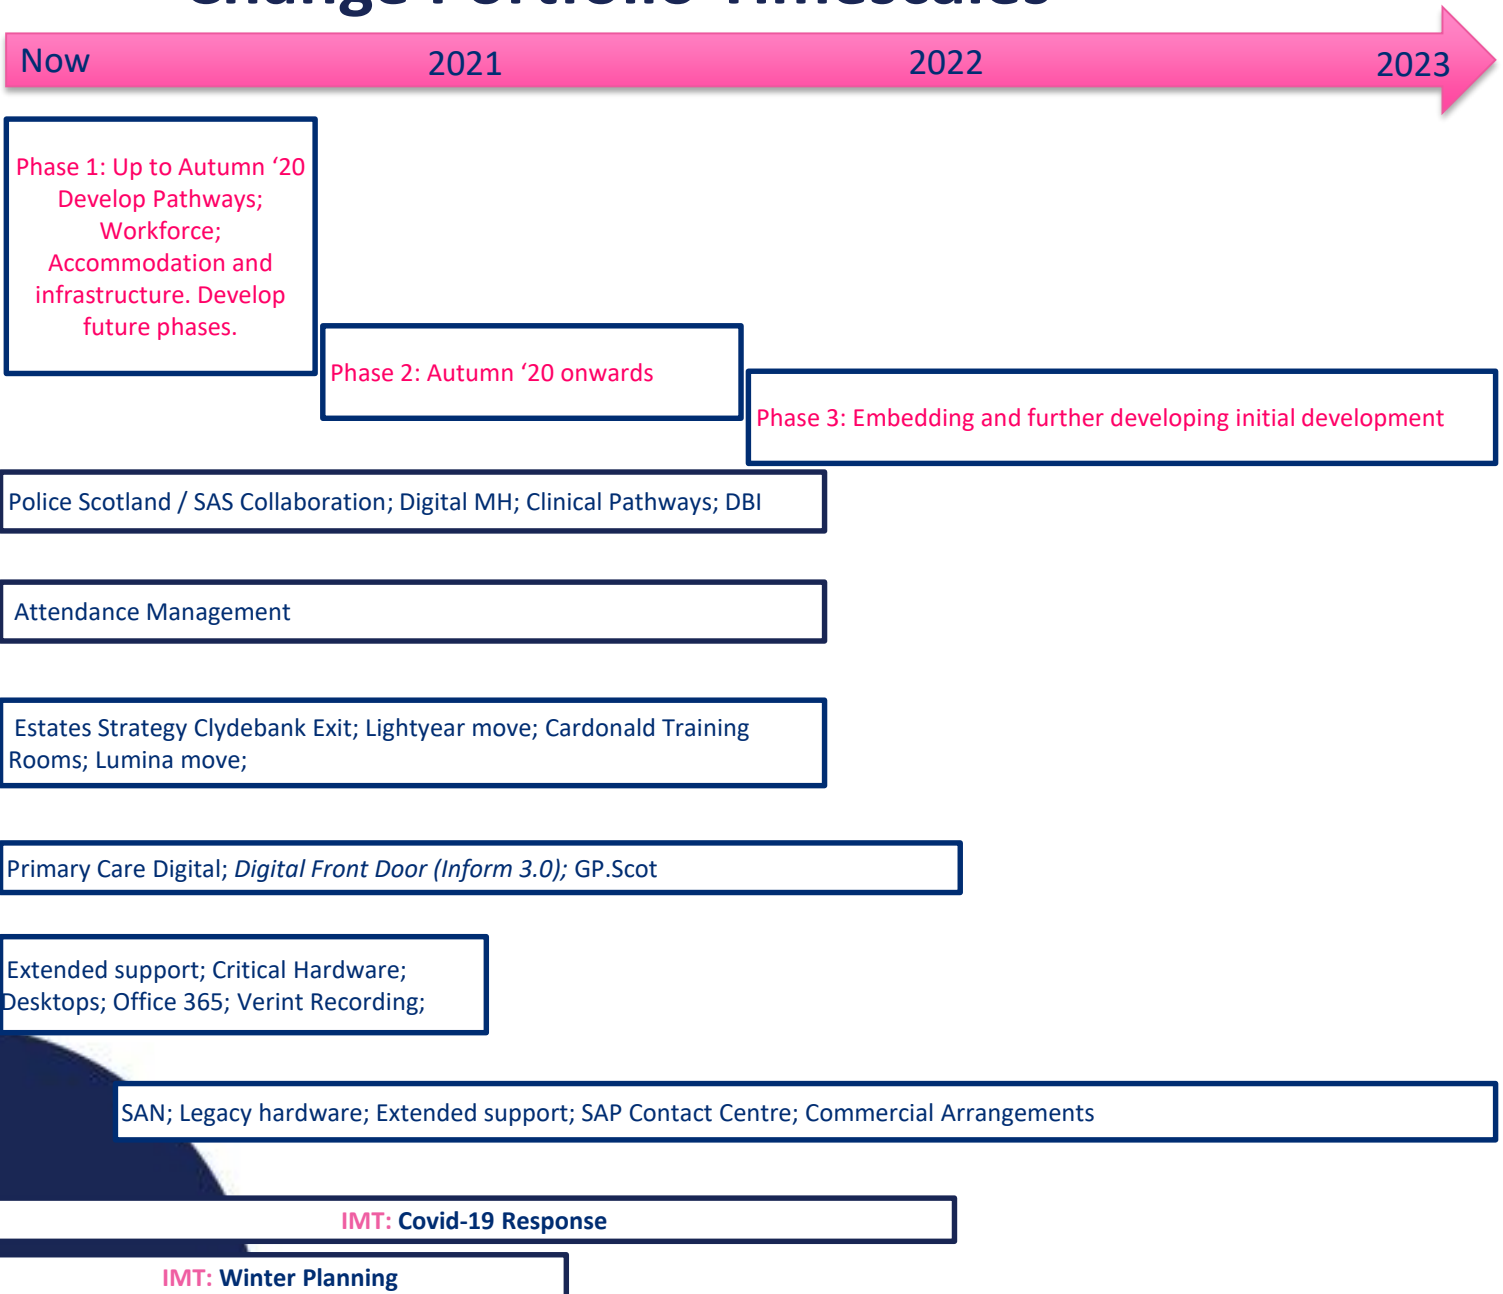 Change Portfolio Timescales
Now 2021 2022 2023
Phase 1: Up to Autumn ‘20
Develop Pathways;
Workforce;
Accommodation and
infrastructure. Develop
future phases.
Phase 2: Autumn ‘20 onwards
Phase 3: Embedding and further developing initial development
Police Scotland / SAS Collaboration; Digital MH; Clinical Pathways; DBI
Attendance Management
Estates Strategy Clydebank Exit; Lightyear move; Cardonald Training
Rooms; Lumina move;
Primary Care Digital; Digital Front Door (Inform 3.0); GP.Scot
Extended support; Critical Hardware;
Desktops; Office 365; Verint Recording;
SAN; Legacy hardware; Extended support; SAP Contact Centre; Commercial Arrangements
IMT: Covid-19 Response
IMT: Winter Planning